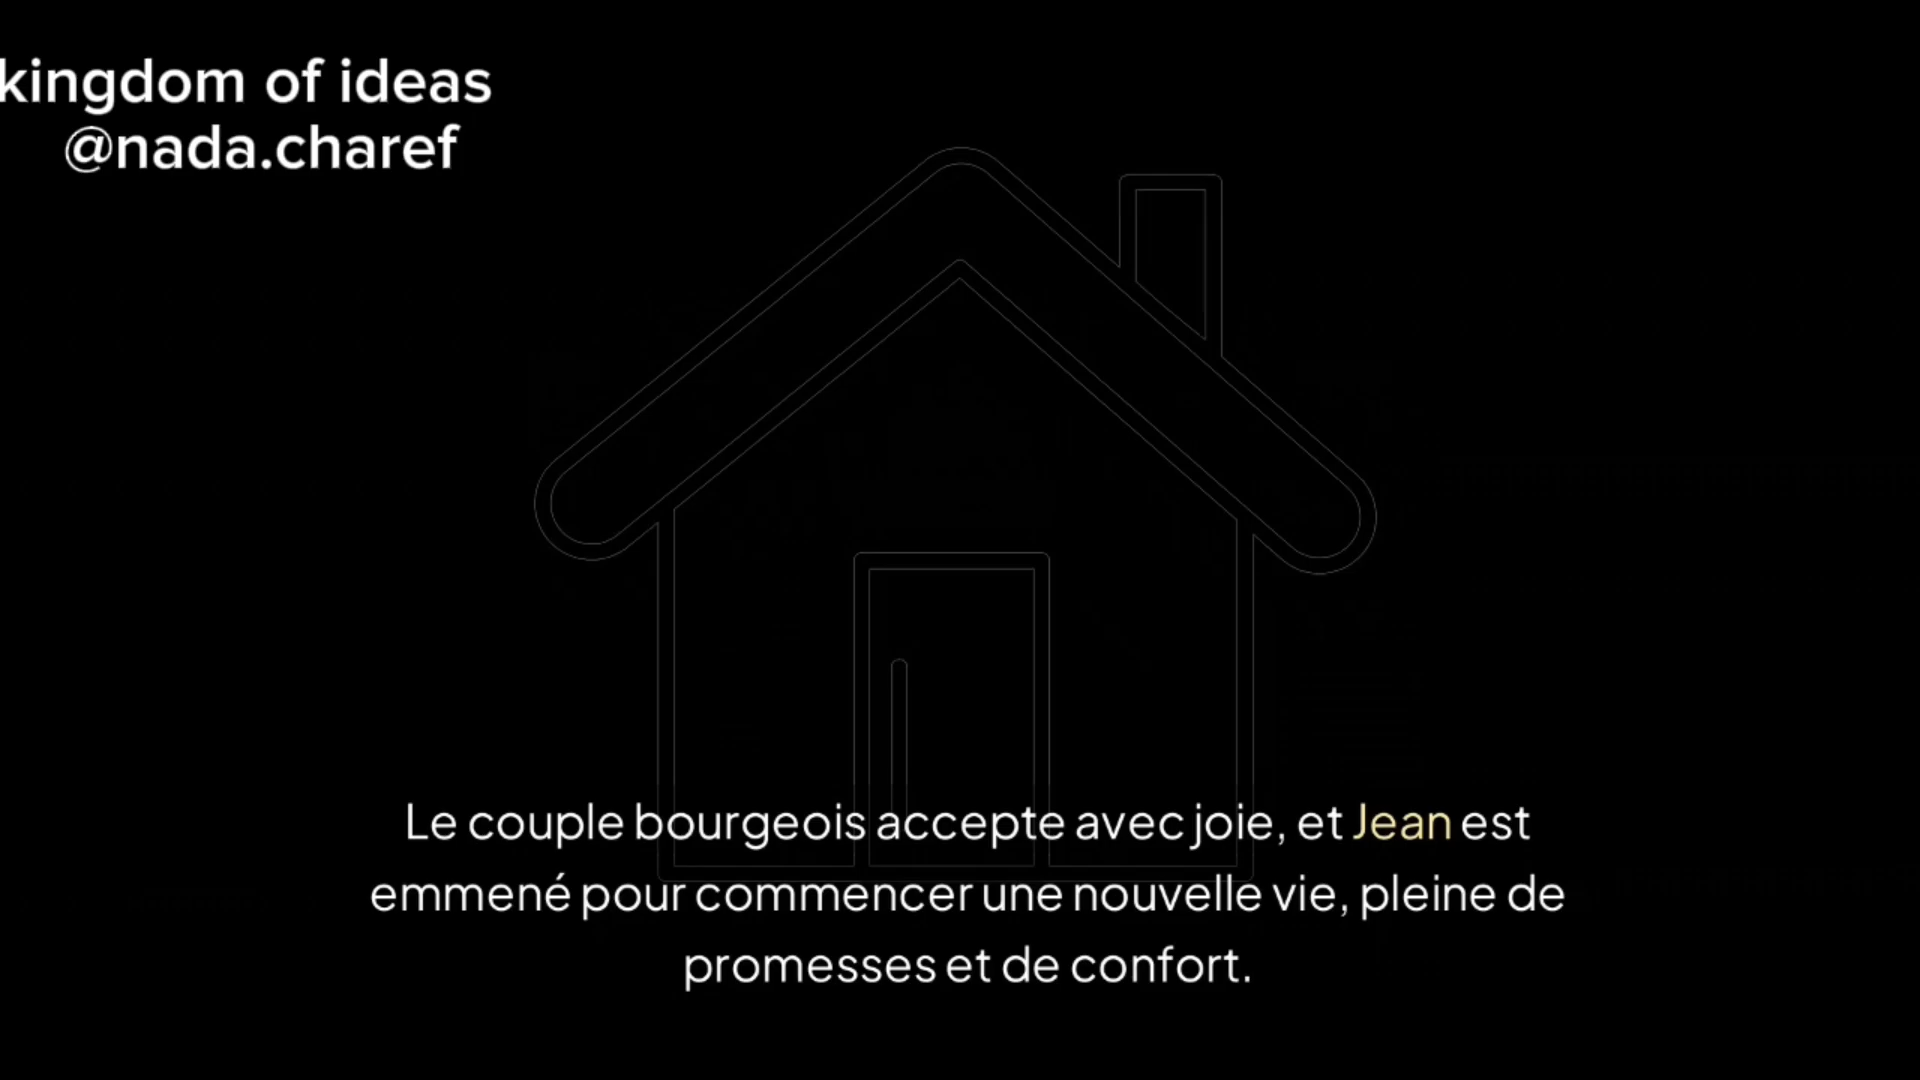 kingdom of ideas
@nada.charef
Le couple bourgeois accepte avec joie, et Jean est
emmené pour commencer une nouvelle vie, pleine de
promesses et de confort.